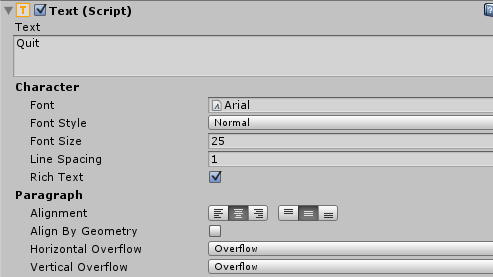 Text (Script)
Text
Quit
Character
Font Arial
Font Style Normal
Font Size 25
Line Spacing 1
Rich Text
Paragraph
Alignment
Align By Geometry
Horizontal Overflow Overflow
Vertical Overflow Overflow